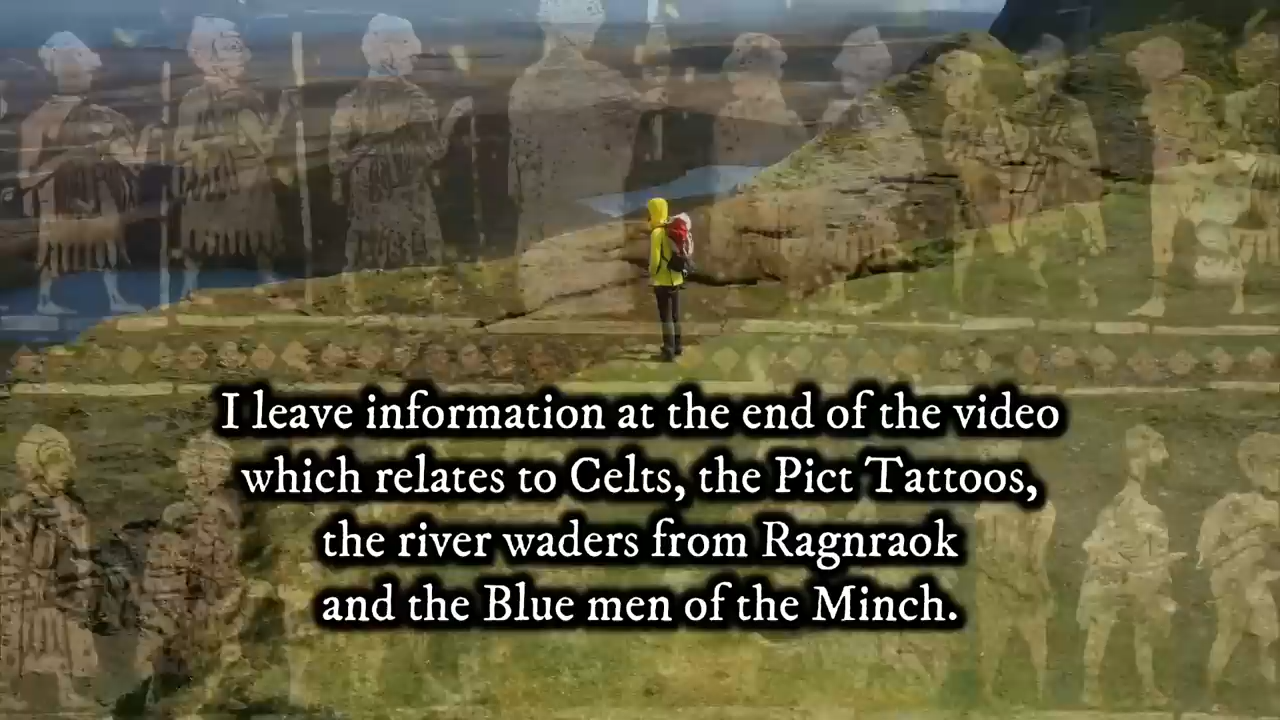 I leave information at the end of the video
which relates to Celts, the Pict Tattoos,
the river waders from Ragnraok
and the Blue men of the Minch.